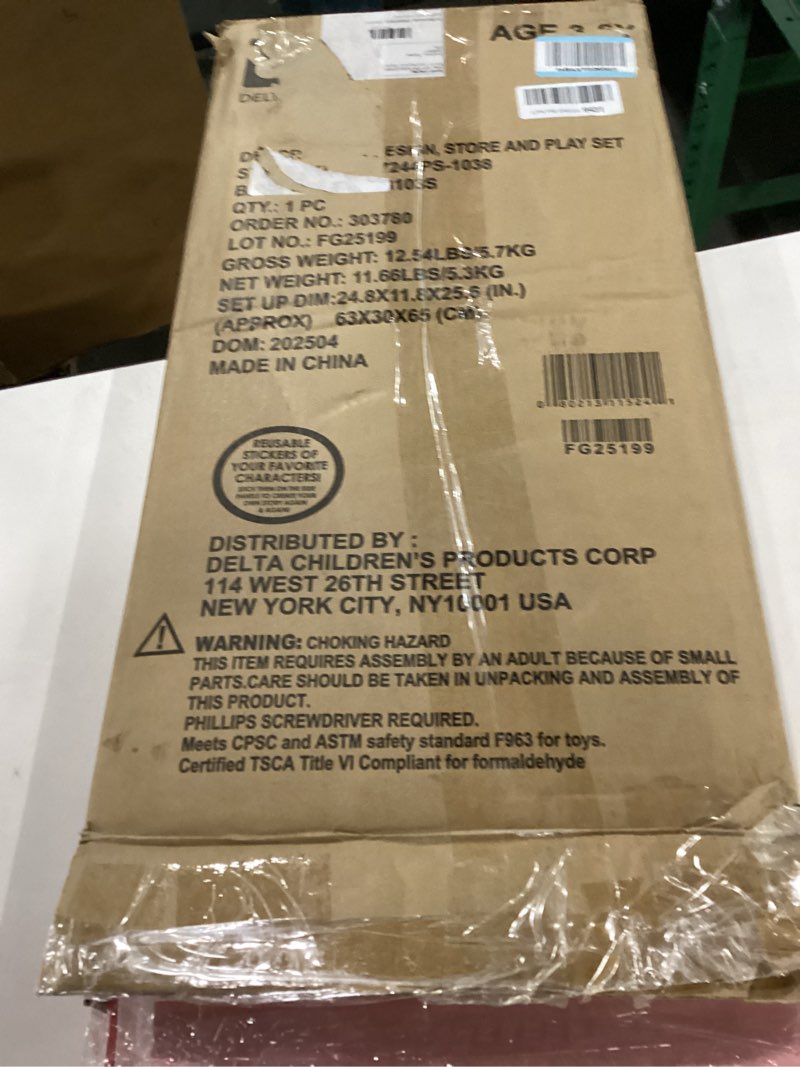 AGE 3
DELT
ESIGN, STORE AND PLAY SET
244PS-1036
QTY.: 1 PC
ORDER NO.: 303780
LOT NO.: FG25199
GROSS WEIGHT: 12.54LBS/5.7KG
NET WEIGHT: 11.66LBS/5.3KG
SET UP DIM:24.8X11.8X25.6 (IN.)
(APPROX) 63X30X65 (CM)
DOM: 202504
MADE IN CHINA
FG25199
REUSABLE
STICKERS OF
YOUR FAVORITE
CHARACTERS!
& AGAIN!
DISTRIBUTED BY :
DELTA CHILDREN'S PRODUCTS CORP
114 WEST 26TH STREET
NEW YORK CITY, NY10001 USA
WARNING: CHOKING HAZARD
THIS ITEM REQUIRES ASSEMBLY BY AN ADULT BECAUSE OF SMALL
PARTS.CARE SHOULD BE TAKEN IN UNPACKING AND ASSEMBLY OF
THIS PRODUCT.
PHILLIPS SCREWDRIVER REQUIRED.
Meets CPSC and ASTM safety standard F963 for toys.
Certified TSCA Title VI Compliant for formaldehyde